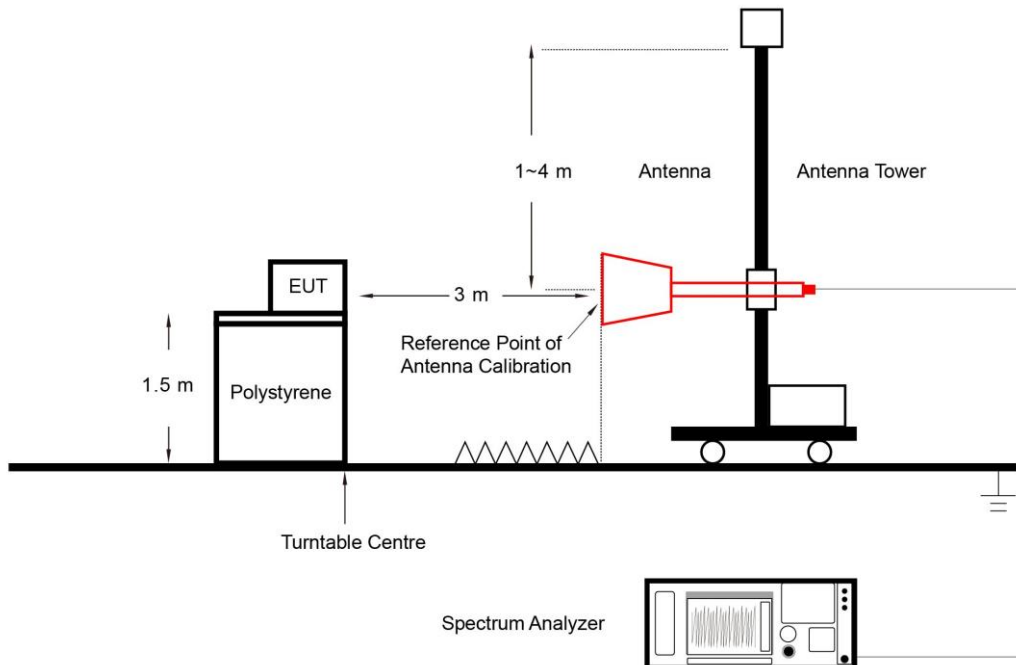 1~4 m
Antenna
Antenna Tower
EUT
3 m
Reference Point of
Antenna Calibration
1.5 m
Polystyrene
Turntable Centre
Spectrum Analyzer